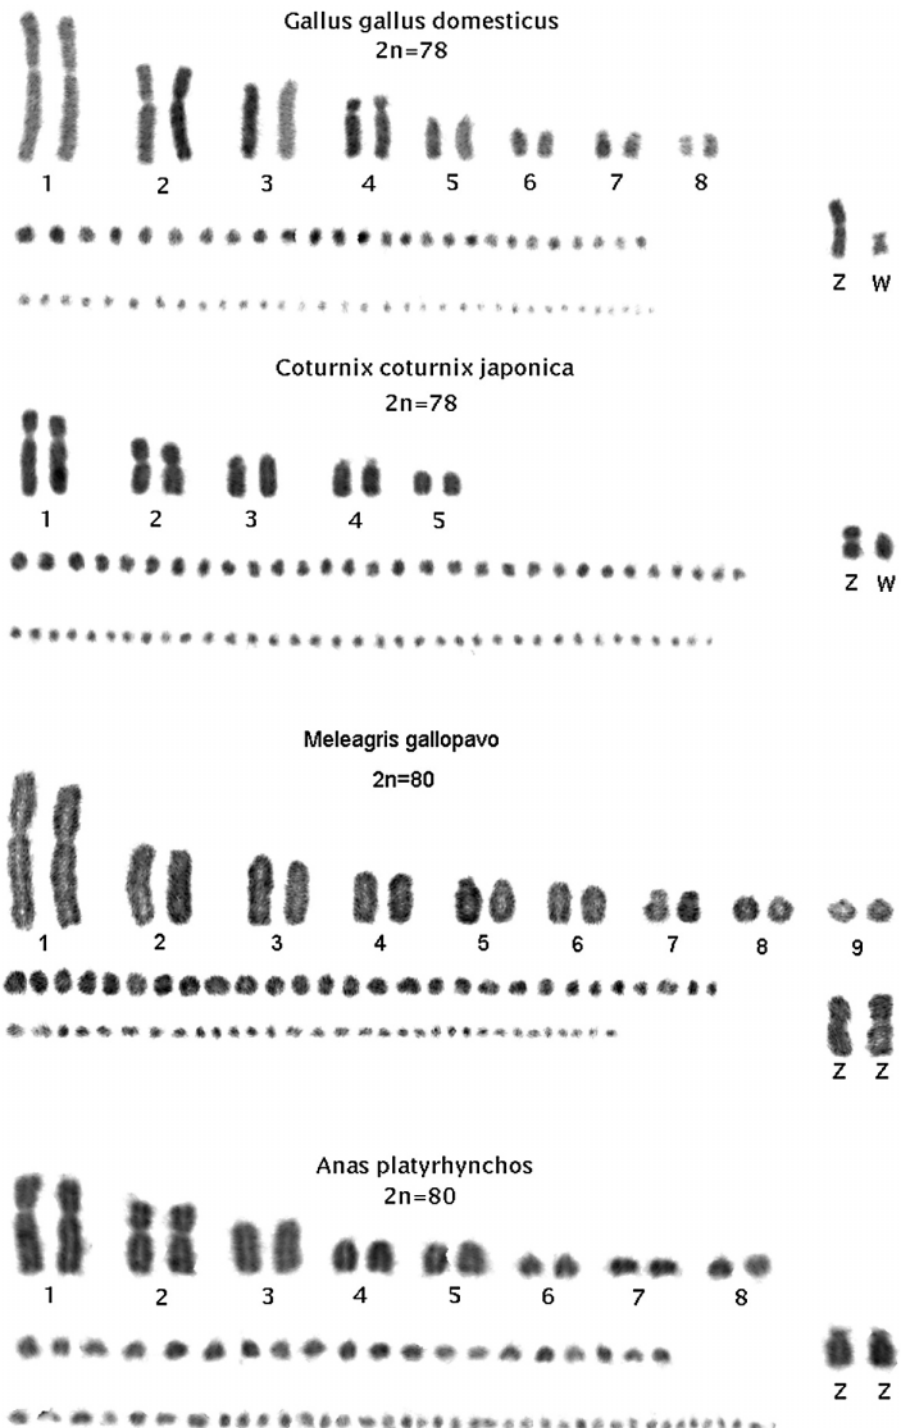 Gallus gallus domesticus
2n=78
1 2 3 4 5 6 7 8
Z W
Coturnix coturnix japonica
2n=78
1 2 3 4 5
Z W
Meleagris gallopavo
2n=80
1 2 3 4 5 6 7 8 9
Z Z
Anas platyrhynchos
2n=80
1 2 3 4 5 6 7 8
Z Z